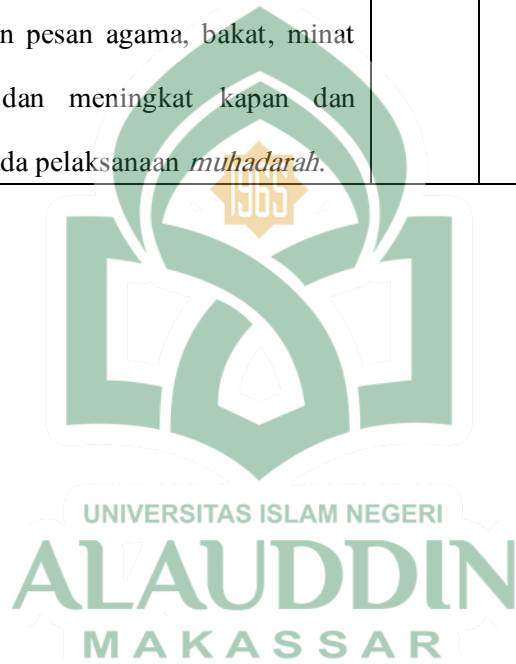 n pesan agama, bakat, minat
dan meningkat kapan dan
da pelaksanaan muhadarah.
1965
UNIVERSITAS ISLAM NEGERI
ALAUDDIN
MAKASSAR